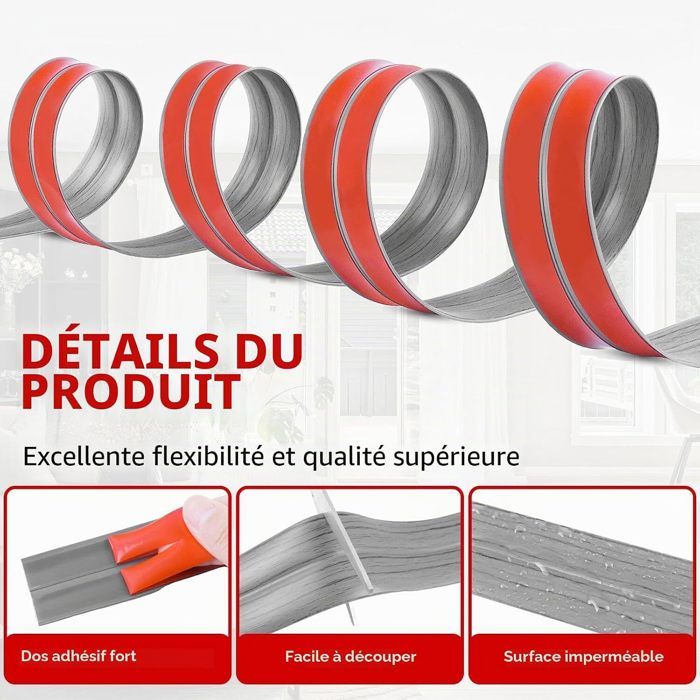 DÉTAILS DU
PRODUIT
Excellente flexibilité et qualité supérieure
Dos adhésif fort
Facile à découper
Surface imperméable